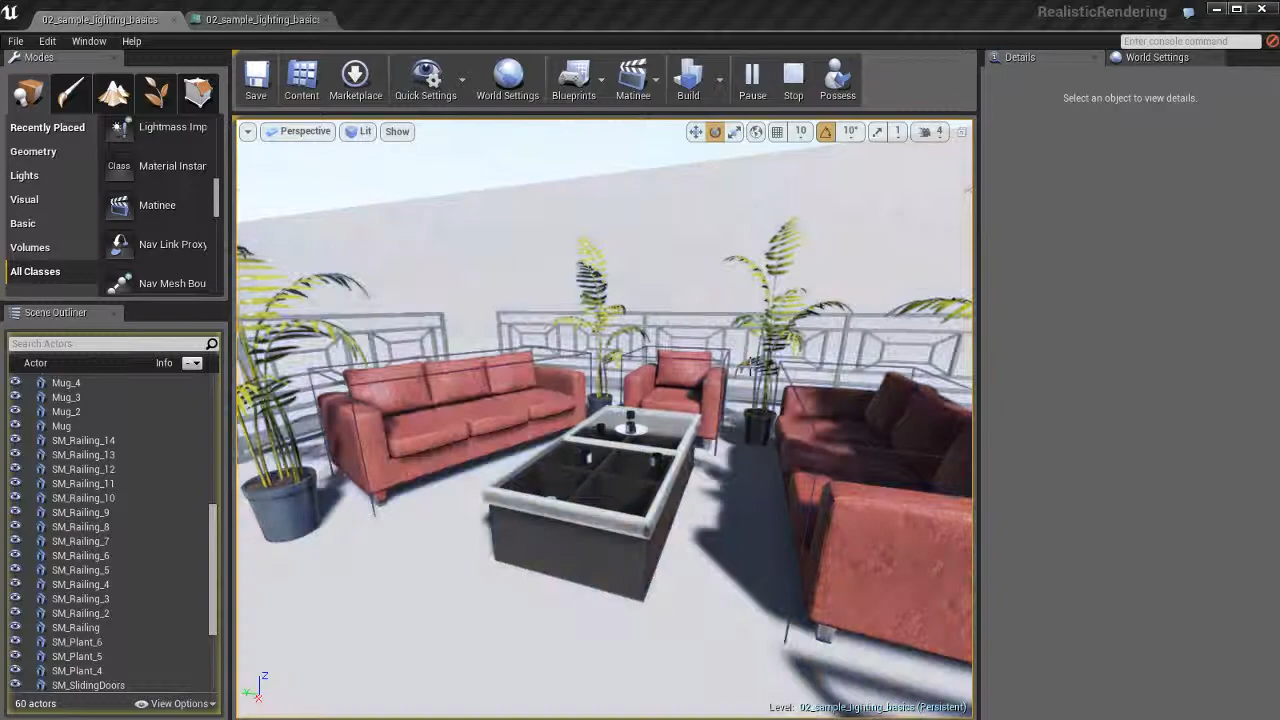 02_sample_lighting_basics
02_sample_lighting_basics
RealisticRendering
File
Edit
Window
Help
Enter console command
Modes
Save
Content
Marketplace
Quick Settings
World Settings
Blueprints
Matinee
Build
Pause
Stop
Possess
Details
World Settings
Select an object to view details.
Recently Placed
Geometry
Lights
Visual
Basic
Volumes
All Classes
Lightmass Imp
Class
Material Instar
Matinee
Nav Link Proxy
Nav Mesh Bou
Perspective
Lit
Show
10
10°
1
4
Scene Outliner
Search Actors
Actor
Info
Mug_4
Mug_3
Mug_2
Mug
SM_Railing_14
SM_Railing_13
SM_Railing_12
SM_Railing_11
SM_Railing_10
SM_Railing_9
SM_Railing_8
SM_Railing_7
SM_Railing_6
SM_Railing_5
SM_Railing_4
SM_Railing_3
SM_Railing_2
SM_Railing
SM_Plant_6
SM_Plant_5
SM_Plant_4
SM_SlidingDoors
60 actors
View Options
Z
Y
X
Level: 02_sample_lighting_basics (Persistent)